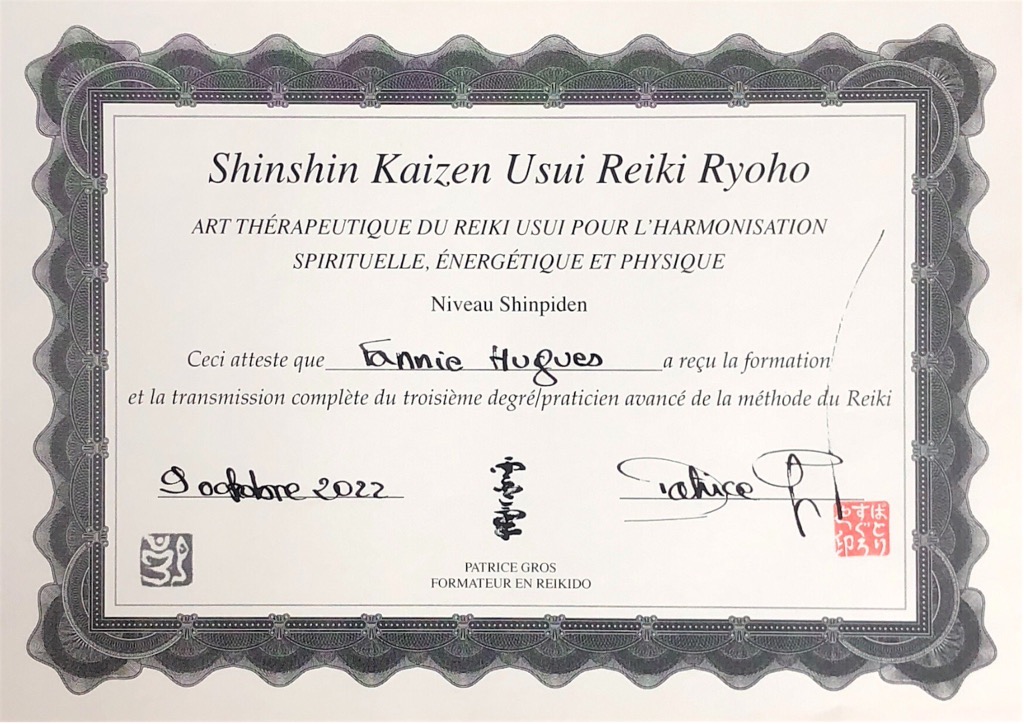 Shinshin Kaizen Usui Reiki Ryoho
ART THÉRAPEUTIQUE DU REIKI USUI POUR L'HARMONISATION
SPIRITUELLE, ÉNERGÉTIQUE ET PHYSIQUE
Niveau Shinpiden
Ceci atteste que Fannie Hugues a reçu la formation
et la transmission complète du troisième degré/praticien avancé de la méthode du Reiki
9 octobre 2022
Patrice
PATRICE GROS
FORMATEUR EN REIKIDO